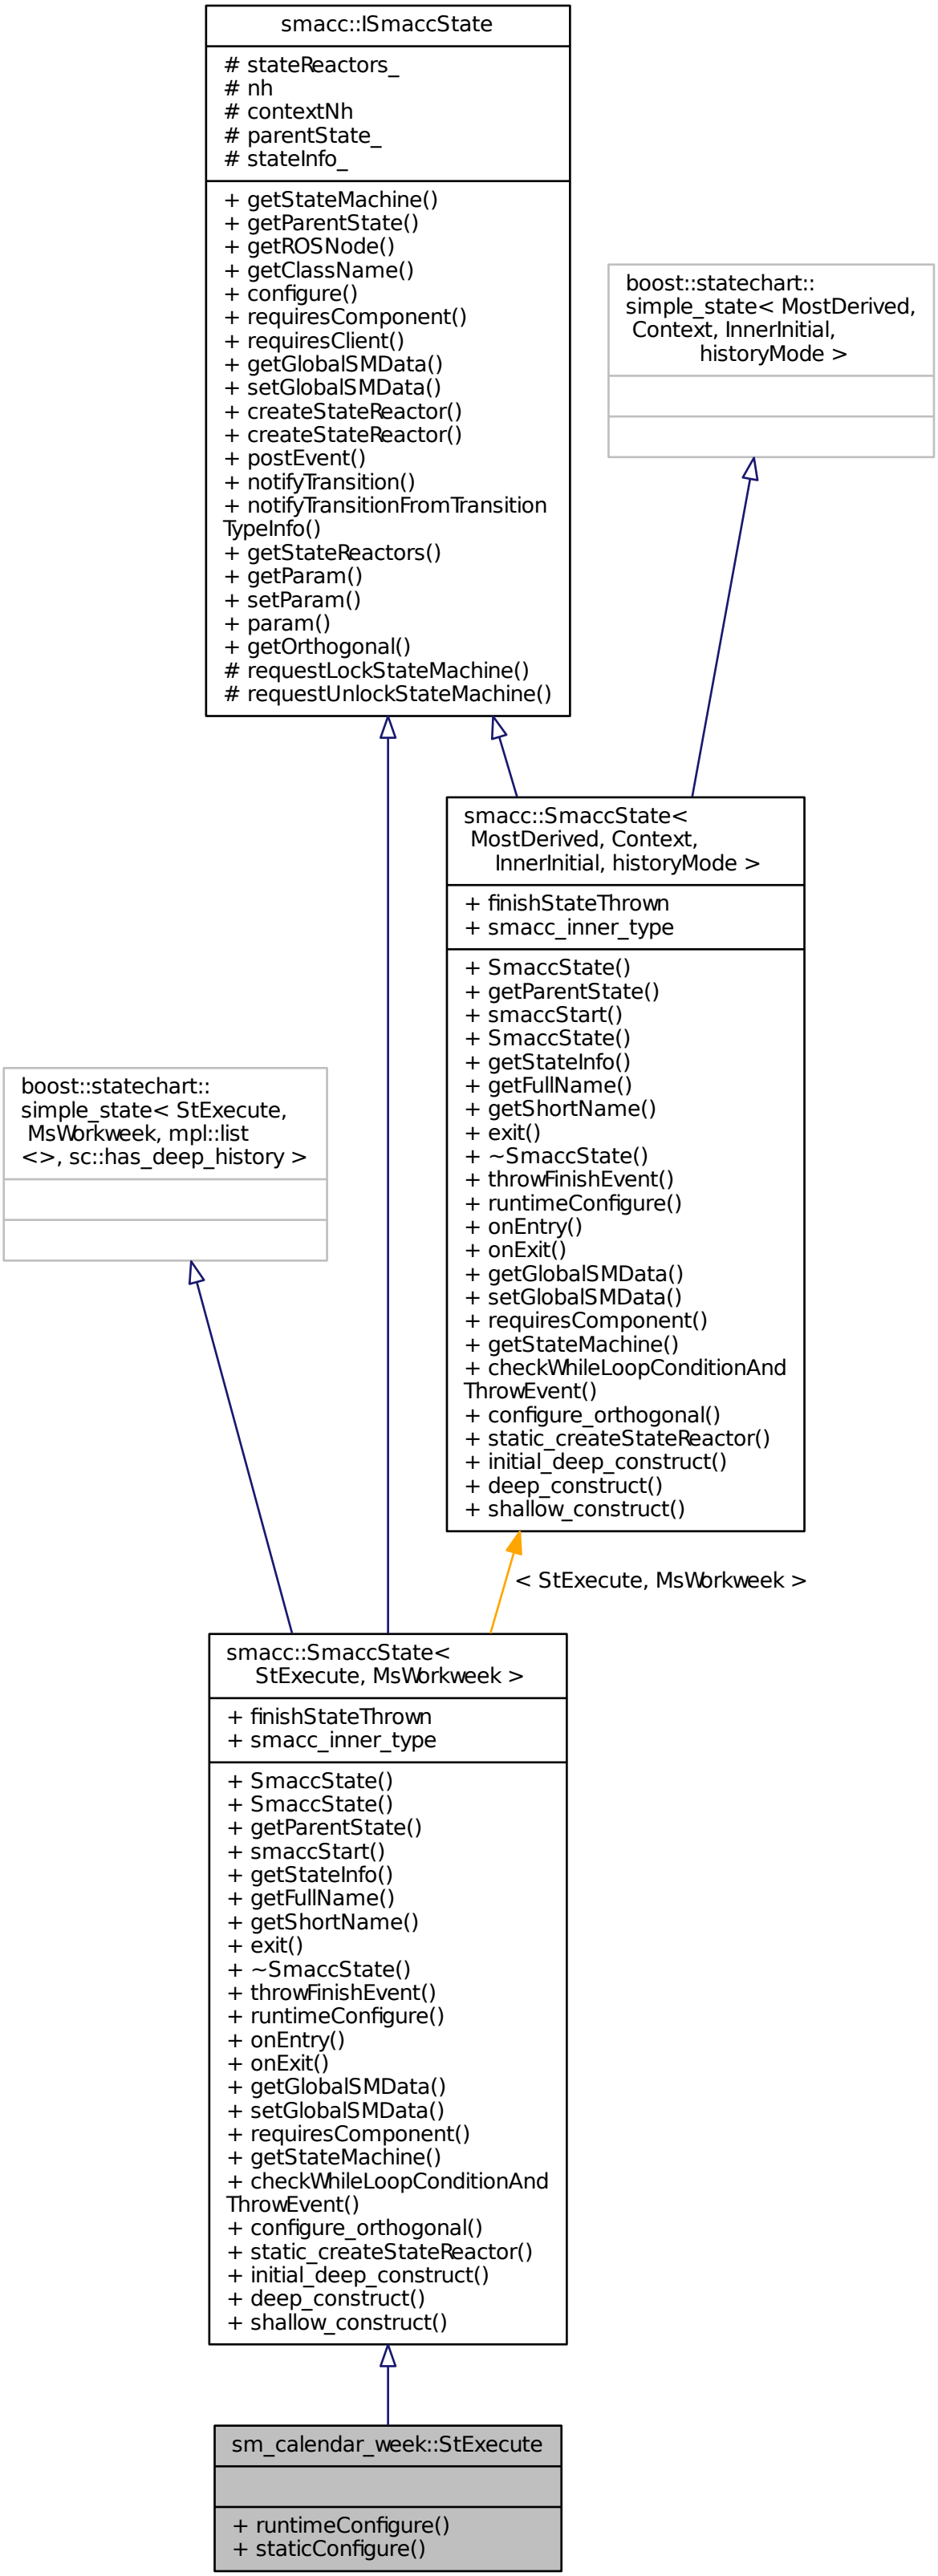 smacc::ISmaccState
# stateReactors_
# nh
# contextNh
# parentState_
# stateInfo_
+ getStateMachine()
+ getParentState()
+ getROSNode()
+ getClassName()
+ configure()
+ requiresComponent()
+ requiresClient()
+ getGlobalSMData()
+ setGlobalSMData()
+ createStateReactor()
+ createStateReactor()
+ postEvent()
+ notifyTransition()
+ notifyTransitionFromTransition
TypeInfo()
+ getStateReactors()
+ getParam()
+ setParam()
+ param()
+ getOrthogonal()
# requestLockStateMachine()
# requestUnlockStateMachine()
boost::statechart::
simple_state< MostDerived,
Context, InnerInitial,
historyMode >
smacc::SmaccState<
MostDerived, Context,
InnerInitial, historyMode >
+ finishStateThrown
+ smacc_inner_type
+ SmaccState()
+ getParentState()
+ smaccStart()
+ SmaccState()
+ getStateInfo()
+ getFullName()
+ getShortName()
+ exit()
+ ~SmaccState()
+ throwFinishEvent()
+ runtimeConfigure()
+ onEntry()
+ onExit()
+ getGlobalSMData()
+ setGlobalSMData()
+ requiresComponent()
+ getStateMachine()
+ checkWhileLoopConditionAnd
ThrowEvent()
+ configure_orthogonal()
+ static_createStateReactor()
+ initial_deep_construct()
+ deep_construct()
+ shallow_construct()
boost::statechart::
simple_state< StExecute,
MsWorkweek, mpl::list
<>, sc::has_deep_history >
< StExecute, MsWorkweek >
smacc::SmaccState<
StExecute, MsWorkweek >
+ finishStateThrown
+ smacc_inner_type
+ SmaccState()
+ SmaccState()
+ getParentState()
+ smaccStart()
+ getStateInfo()
+ getFullName()
+ getShortName()
+ exit()
+ ~SmaccState()
+ throwFinishEvent()
+ runtimeConfigure()
+ onEntry()
+ onExit()
+ getGlobalSMData()
+ setGlobalSMData()
+ requiresComponent()
+ getStateMachine()
+ checkWhileLoopConditionAnd
ThrowEvent()
+ configure_orthogonal()
+ static_createStateReactor()
+ initial_deep_construct()
+ deep_construct()
+ shallow_construct()
sm_calendar_week::StExecute
+ runtimeConfigure()
+ staticConfigure()